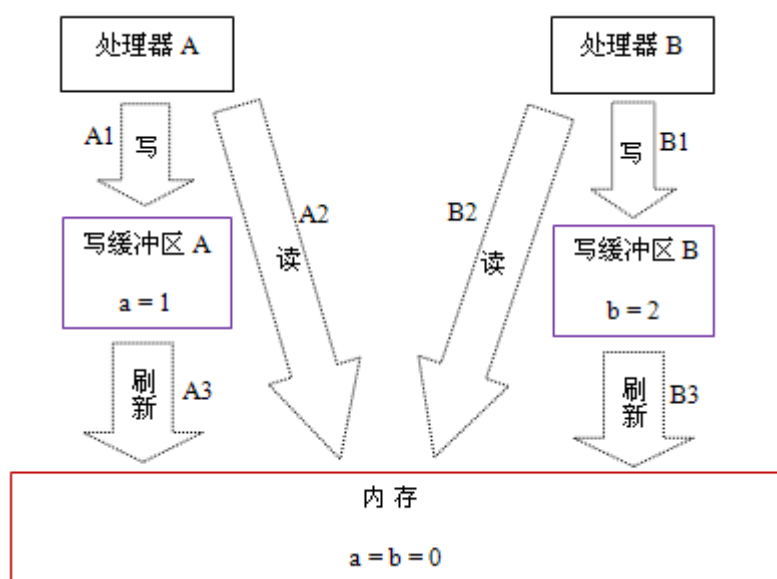 处理器 A
处理器 B
A1
写
写
B1
A2
B2
读
读
写缓冲区 A
a = 1
写缓冲区 B
b = 2
刷新
A3
刷新
B3
内 存
a = b = 0